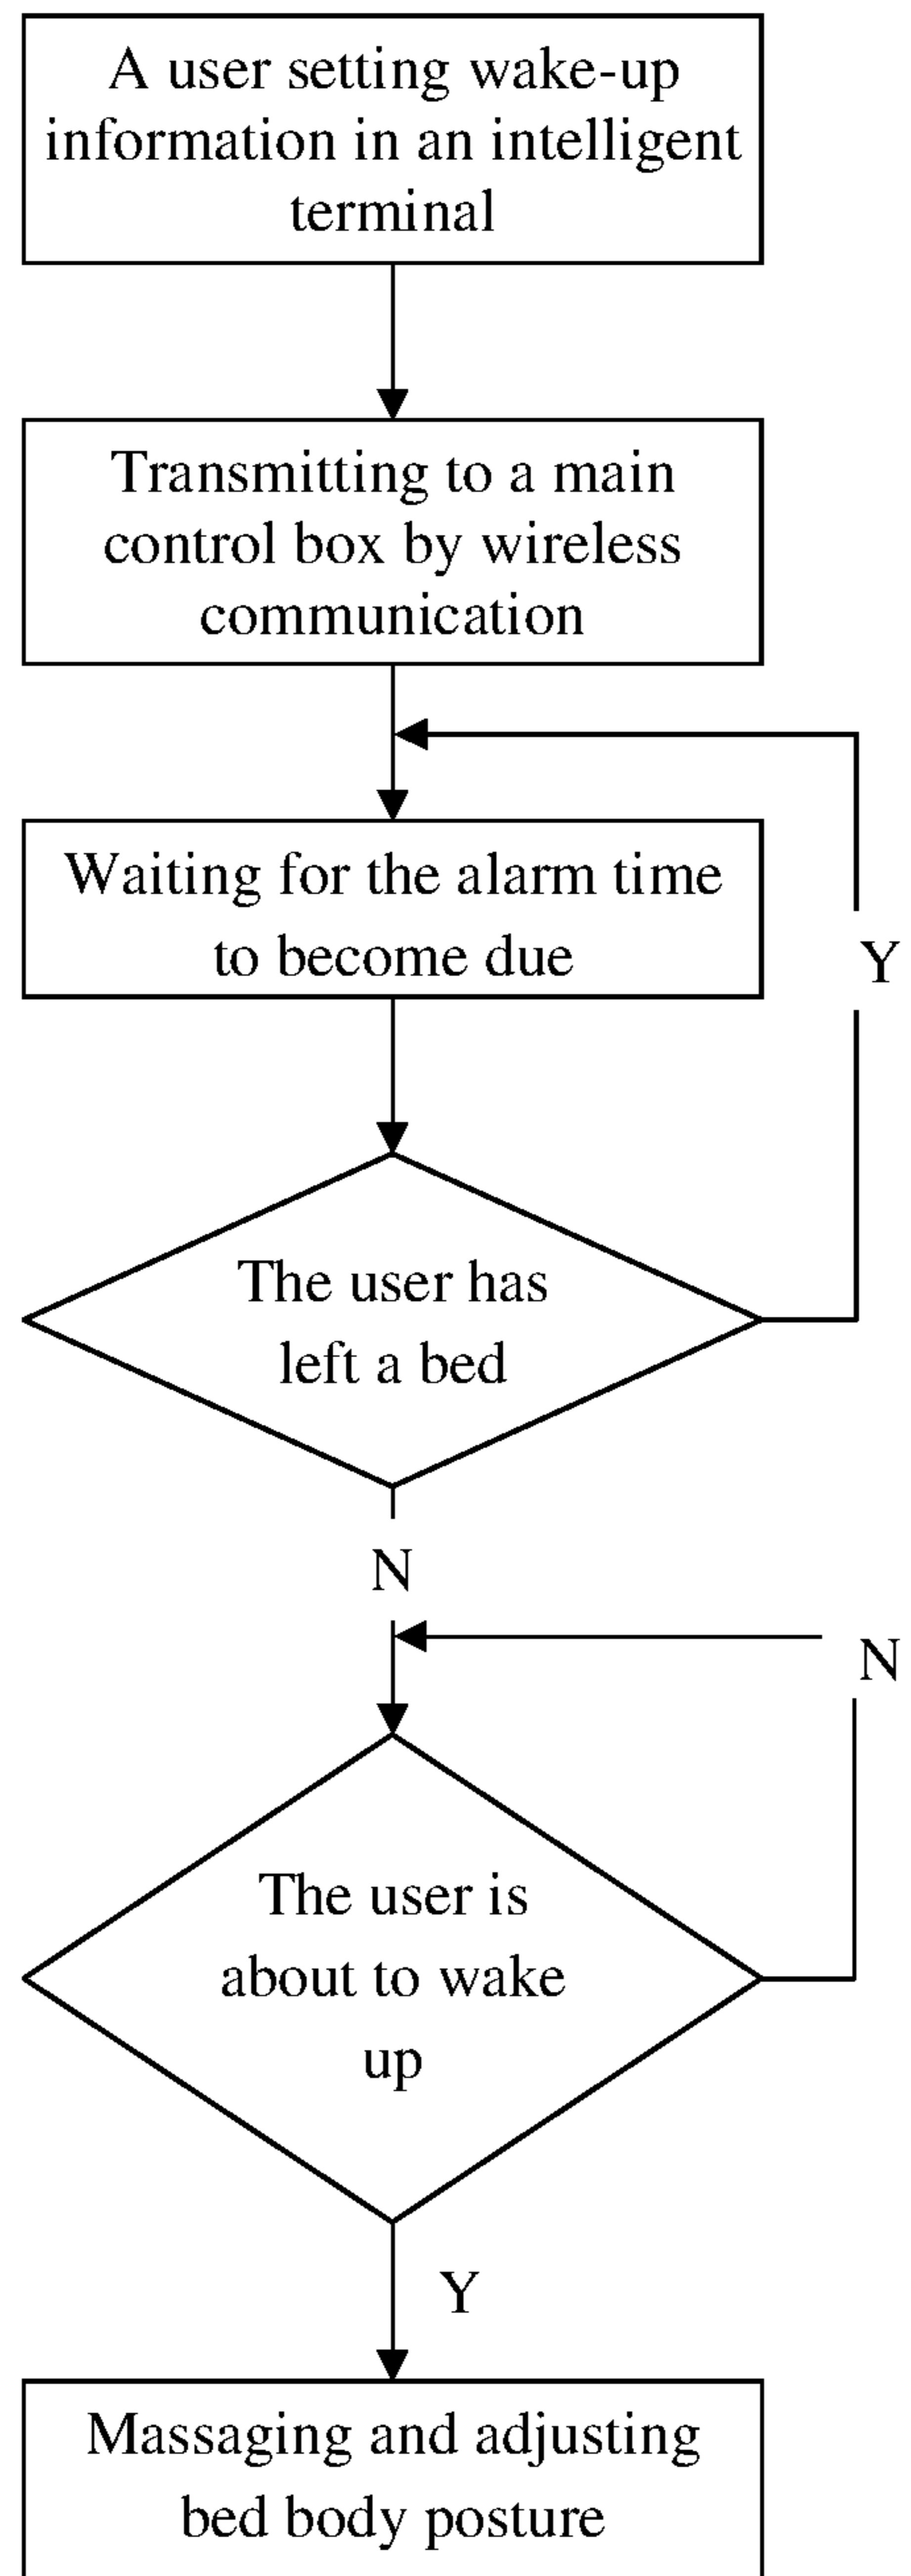 A user setting wake-up
information in an intelligent
terminal
Transmitting to a main
control box by wireless
communication
Waiting for the alarm time
to become due
Y
The user has
left a bed
N
N
The user is
about to wake
up
Y
Massaging and adjusting
bed body posture